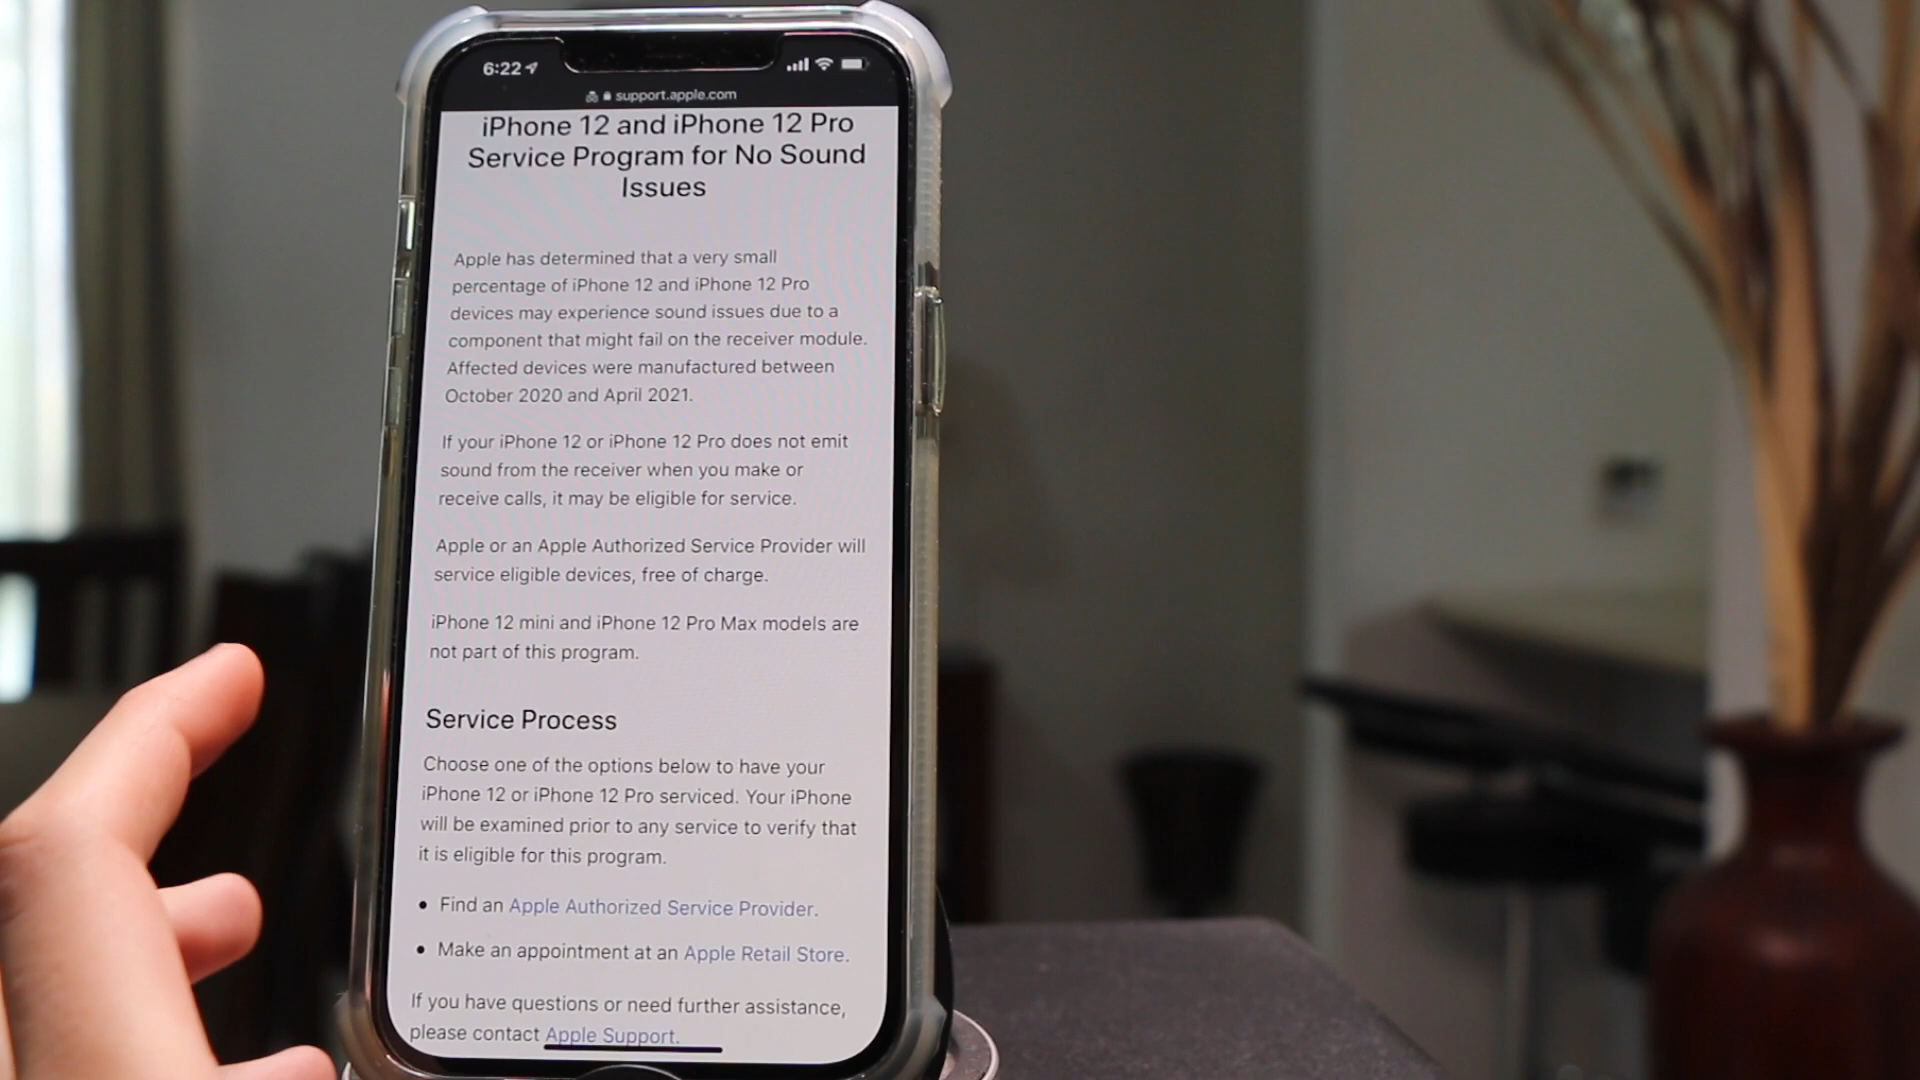 6:22
support.apple.com
iPhone 12 and iPhone 12 Pro
Service Program for No Sound
Issues
Apple has determined that a very small
percentage of iPhone 12 and iPhone 12 Pro
devices may experience sound issues due to a
component that might fail on the receiver module.
Affected devices were manufactured between
October 2020 and April 2021.
If your iPhone 12 or iPhone 12 Pro does not emit
sound from the receiver when you make or
receive calls, it may be eligible for service.
Apple or an Apple Authorized Service Provider will
service eligible devices, free of charge.
iPhone 12 mini and iPhone 12 Pro Max models are
not part of this program.
Service Process
Choose one of the options below to have your
iPhone 12 or iPhone 12 Pro serviced. Your iPhone
will be examined prior to any service to verify that
it is eligible for this program.
• Find an Apple Authorized Service Provider.
• Make an appointment at an Apple Retail Store.
If you have questions or need further assistance,
please contact Apple Support.